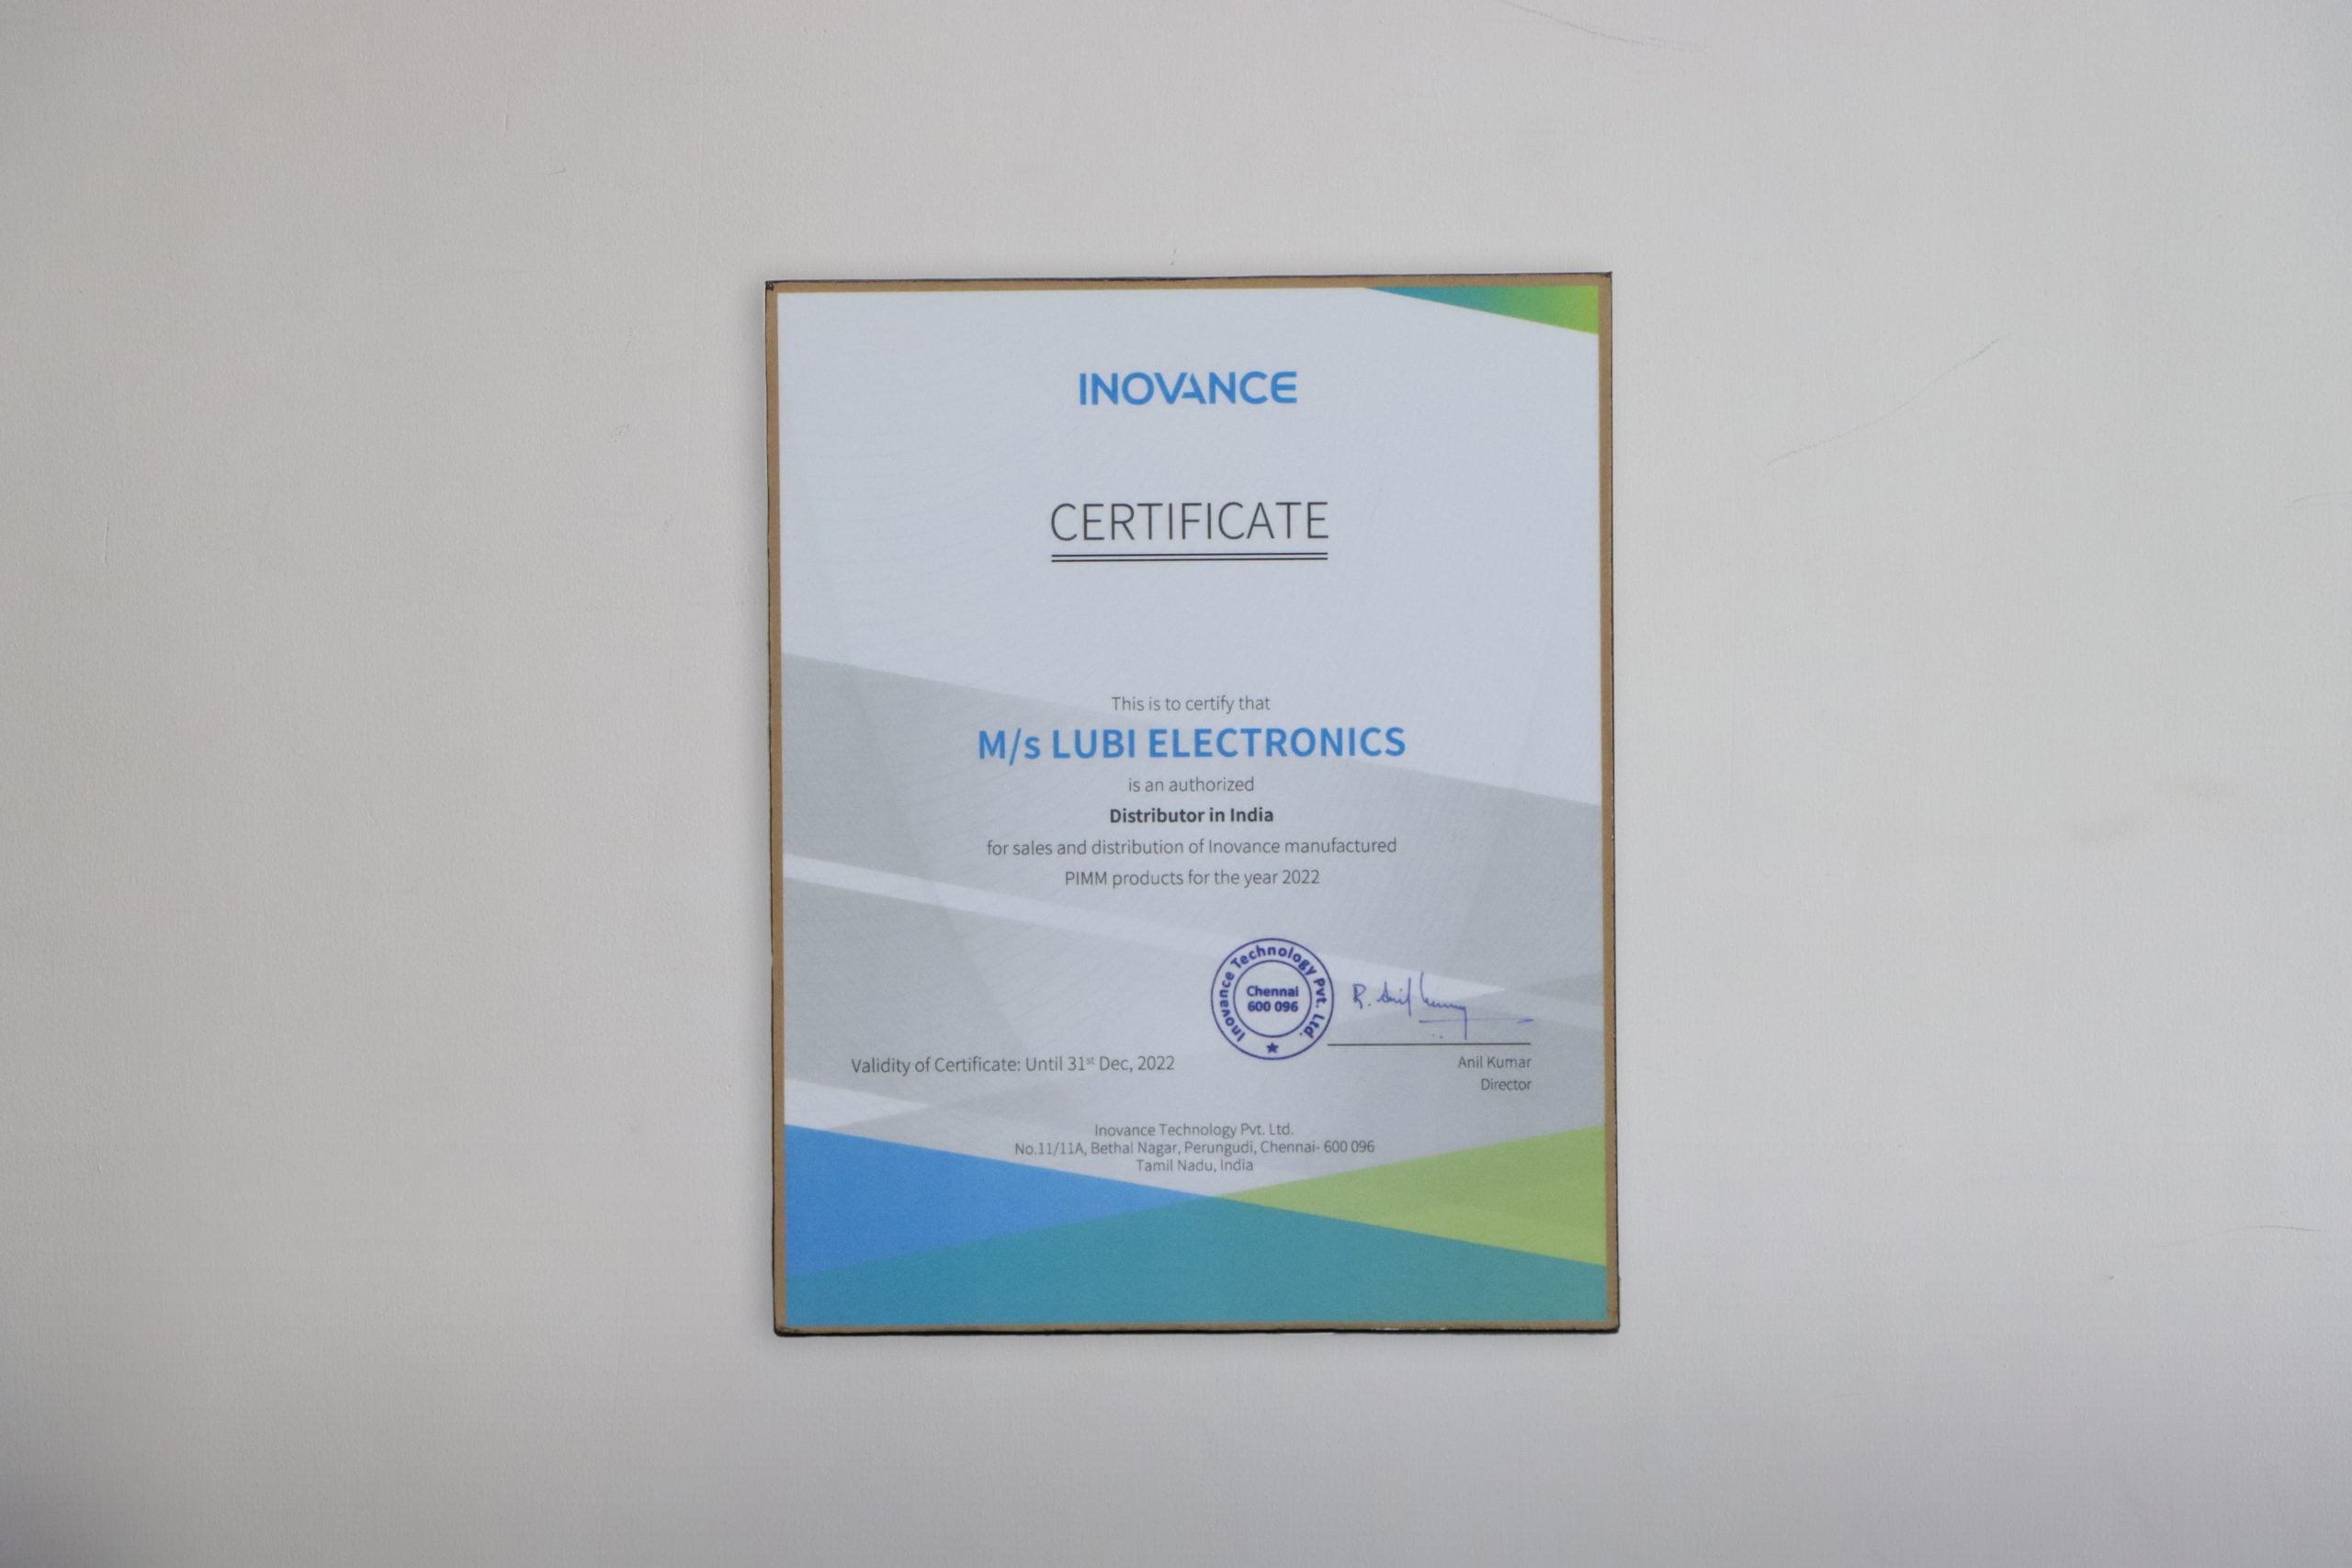 INOVANCE
CERTIFICATE
This is to certify that
M/s LUBI ELECTRONICS
is an authorized
Distributor in India
for sales and distribution of Inovance manufactured
PIMM products for the year 2022
Inovance Technology Pvt. Ltd.
Chennai
600 096
R. Anil Kumar
Validity of Certificate: Until 31st Dec, 2022
Anil Kumar
Director
Inovance Technology Pvt. Ltd.
No.11/11A, Bethal Nagar, Perungudi, Chennai- 600 096
Tamil Nadu, India